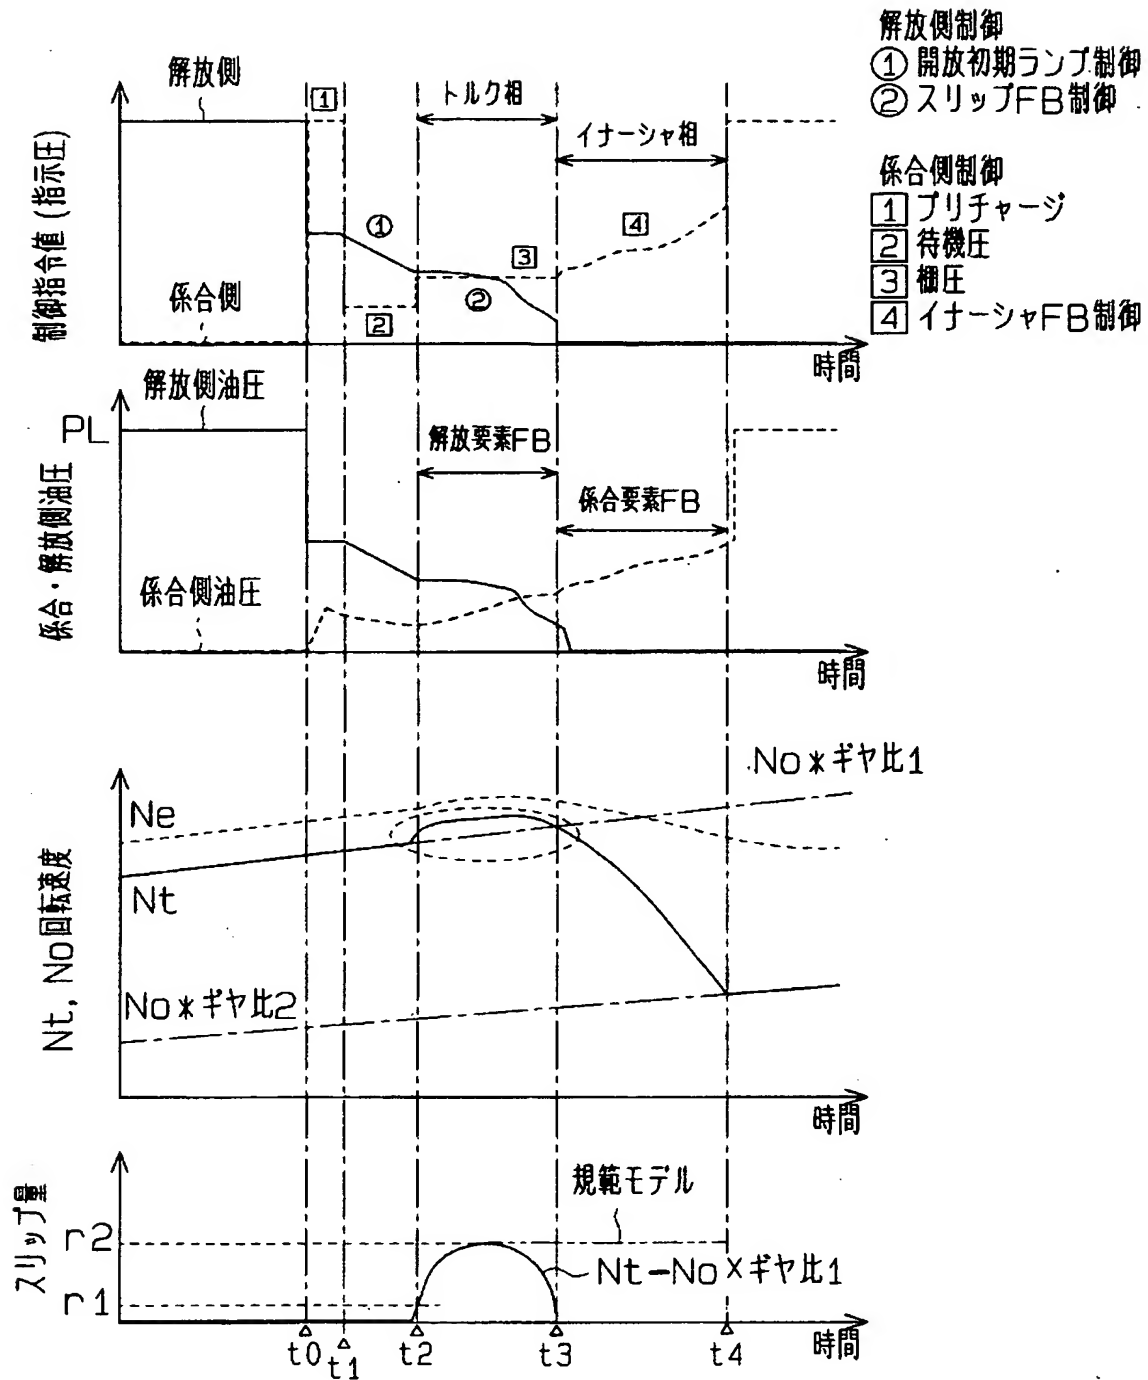 解放側制御
① 開放初期ランプ制御
② スリップFB制御
係合側制御
1 プリチャージ
2 待機圧
3 棚圧
4 イナーシャFB制御
制御指令値(指示圧)
解放側
係合側
1
トルク相
イナーシャ相
①
2
②
3
4
時間
係合・解放側油圧
解放側油圧
PL
係合側油圧
解放要素FB
係合要素FB
時間
Nt, No回転速度
Ne
Nt
No*ギヤ比1
No*ギヤ比2
時間
スリップ量
r2
r1
規範モデル
Nt-No×ギヤ比1
t0
t1
t2
t3
t4
時間